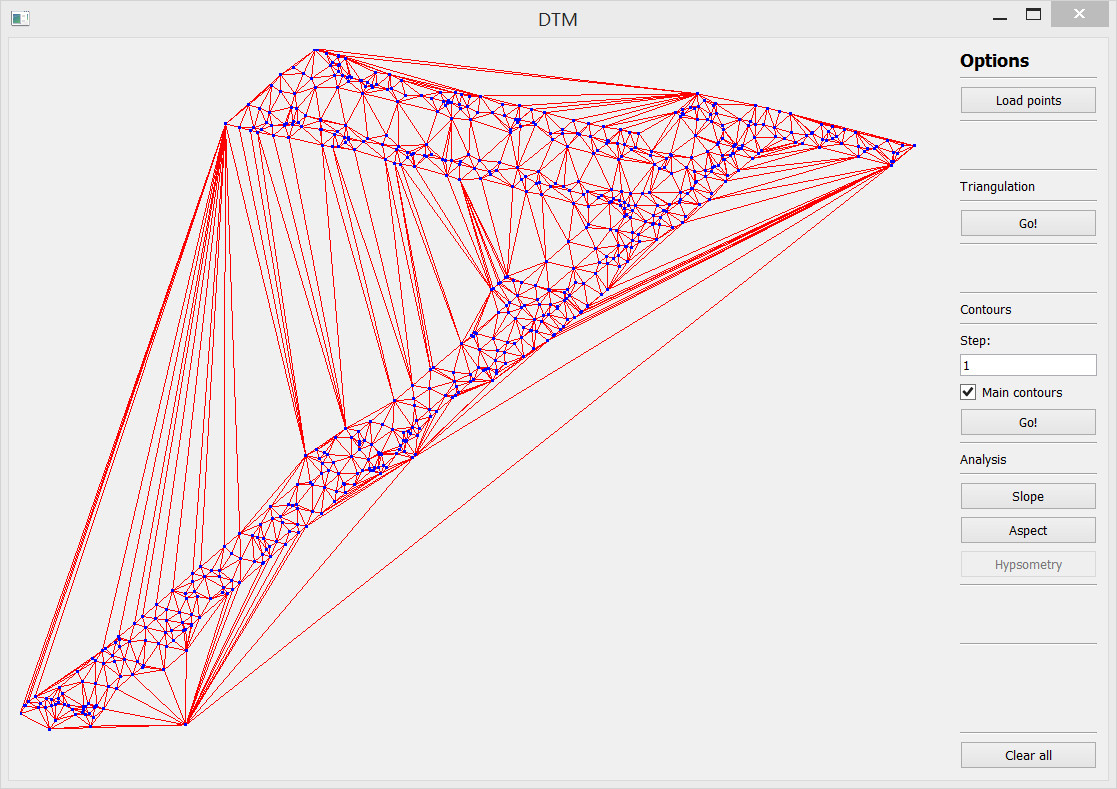 DTM
Options
Load points
Triangulation
Go!
Contours
Step:
1
Main contours
Go!
Analysis
Slope
Aspect
Hypsometry
Clear all